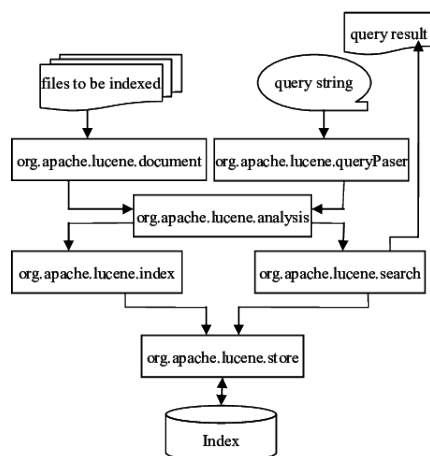 query result
files to be indexed
query string
org.apache.lucene.document
org.apache.lucene.queryPaser
org.apache.lucene.analysis
org.apache.lucene.index
org.apache.lucene.search
org.apache.lucene.store
Index